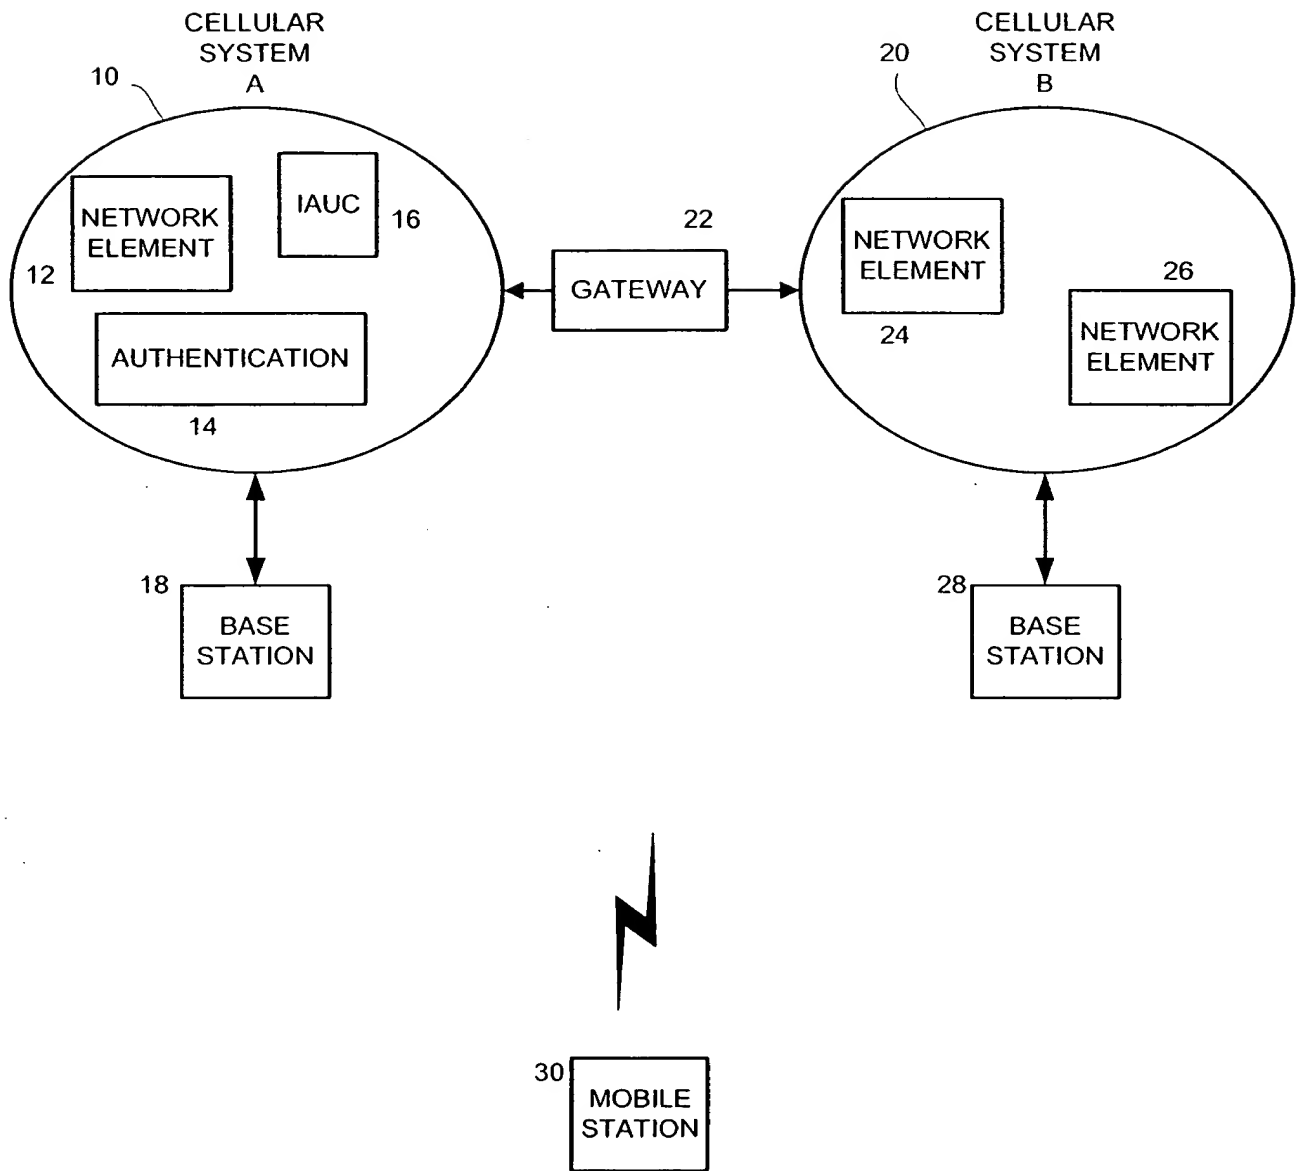 CELLULAR
SYSTEM
A
10
NETWORK
ELEMENT
12
IAUC
16
AUTHENTICATION
14
22
GATEWAY
CELLULAR
SYSTEM
B
20
NETWORK
ELEMENT
24
26
NETWORK
ELEMENT
18
BASE
STATION
28
BASE
STATION
30
MOBILE
STATION